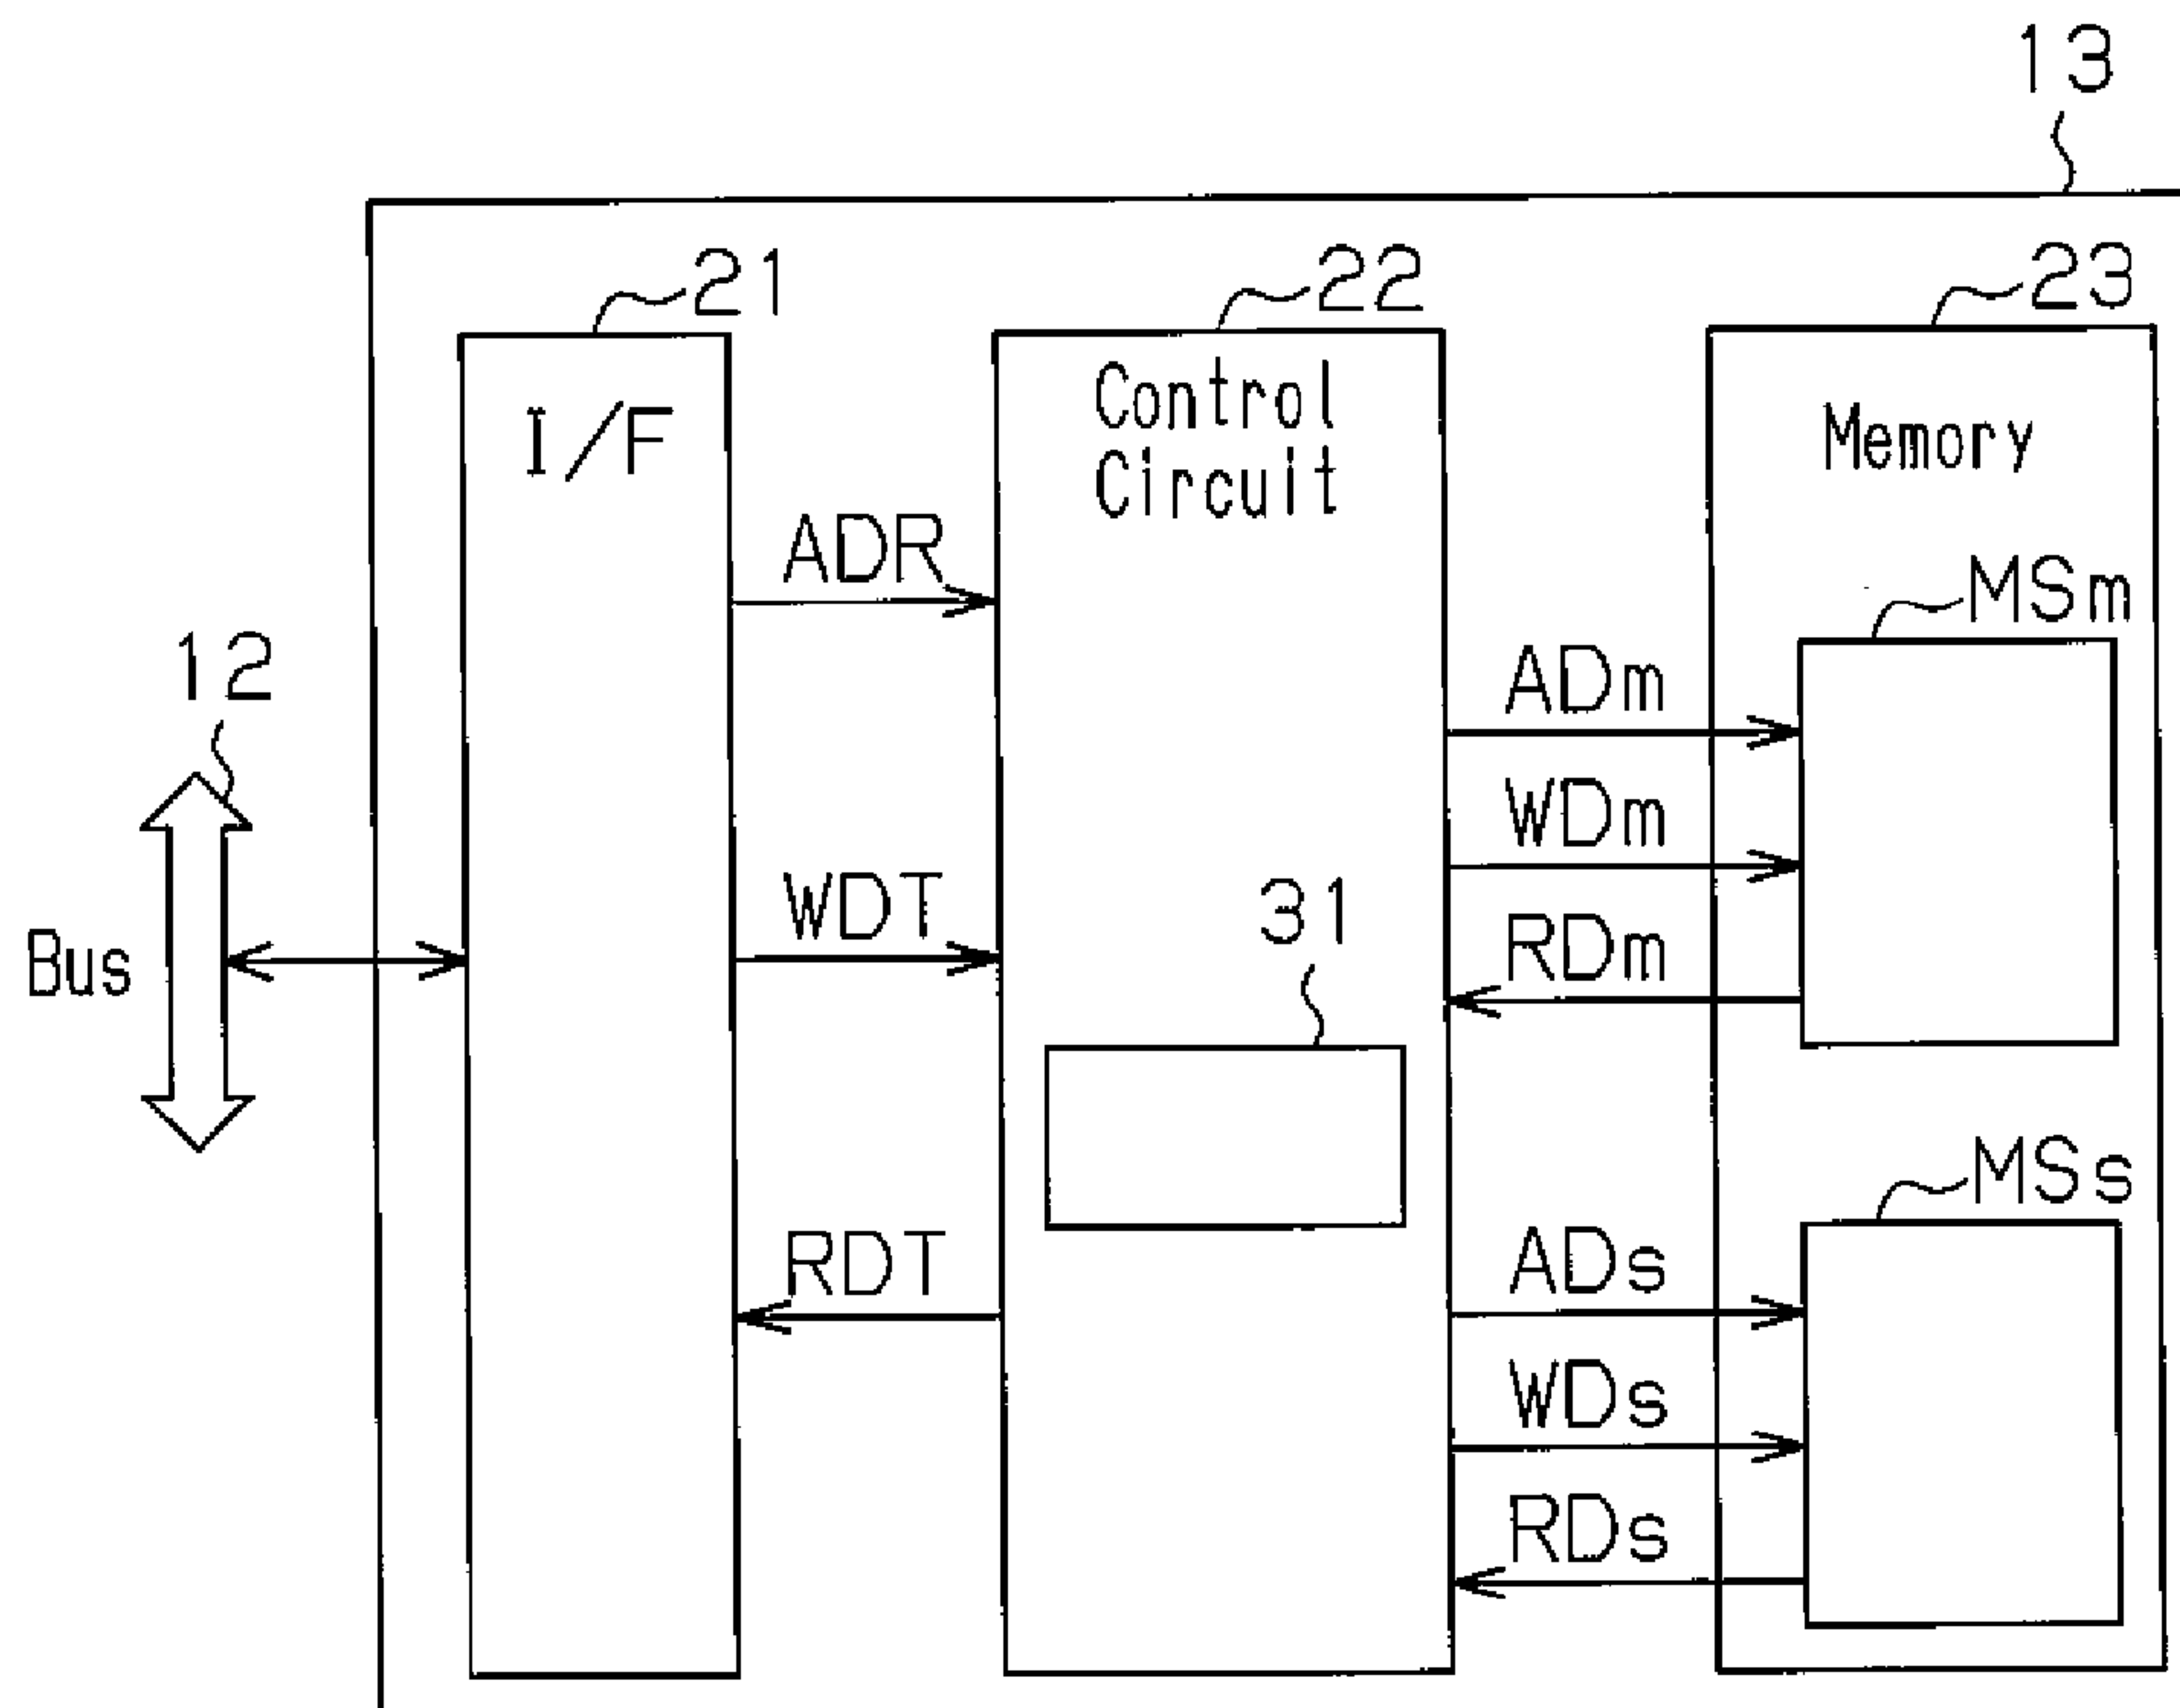 13
21
22
23
I/F
Control
Circuit
Memory
ADR
MSm
12
ADm
WDm
WDT
31
RDm
Bus
MSs
RDT
ADs
WDs
RDs